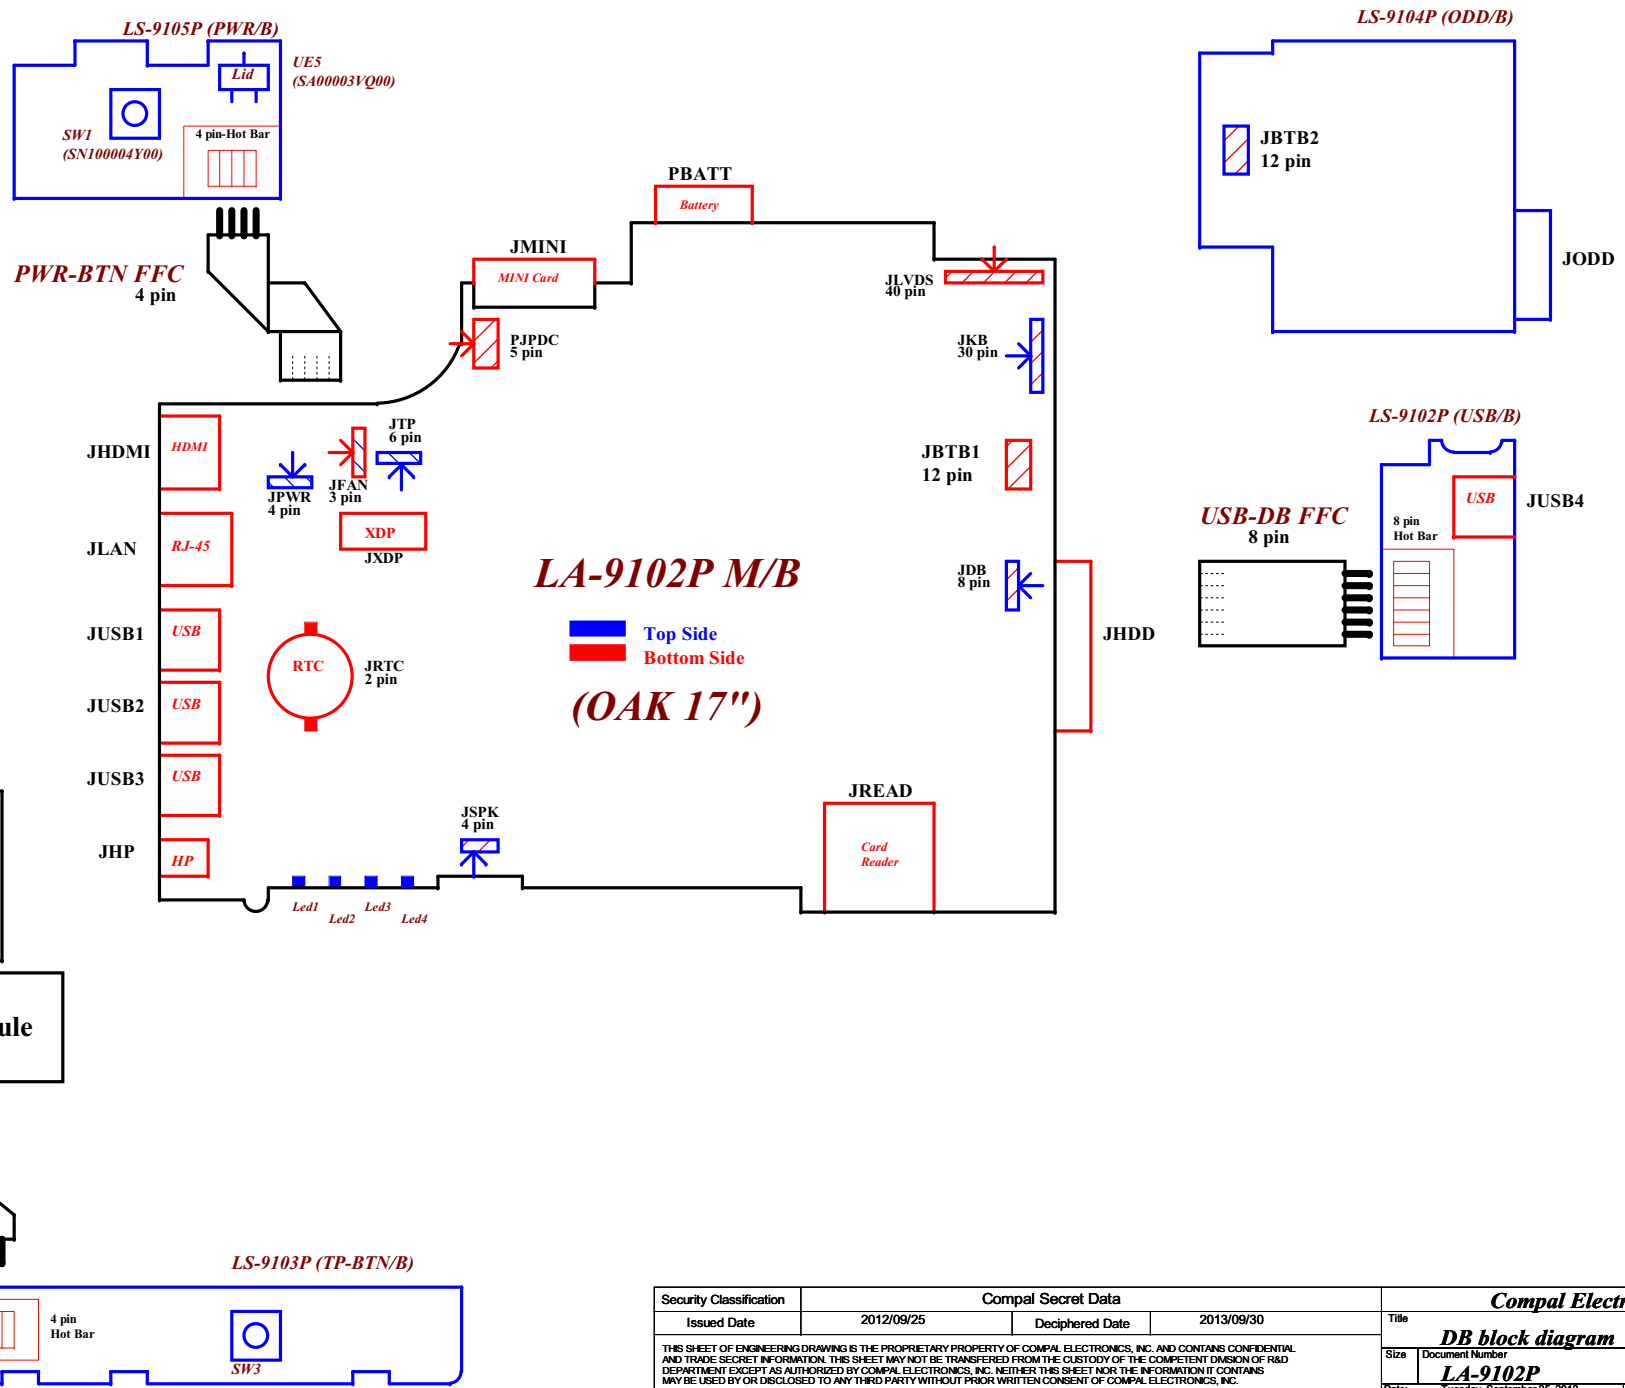 LS-9105P (PWR/B)
Lid
UE5
(SA00003VQ00)
SW1
(SN100004Y00)
4 pin-Hot Bar
PWR-BTN FFC
4 pin
LS-9104P (ODD/B)
JBTB2
12 pin
JODD
PBATT
Battery
JMINI
MINI Card
PJPDC
5 pin
JLVDS
40 pin
JKB
30 pin
JBTB1
12 pin
JHDMI
HDMI
JPWR
4 pin
JFAN
3 pin
JTP
6 pin
JLAN
RJ-45
XDP
JXDP
LA-9102P M/B
Top Side
Bottom Side
(OAK 17")
JDB
8 pin
JHDD
LS-9102P (USB/B)
USB
JUSB4
8 pin
Hot Bar
USB-DB FFC
8 pin
JUSB1
USB
RTC
JRTC
2 pin
JUSB2
USB
JUSB3
USB
JHP
HP
JSPK
4 pin
JREAD
Card
Reader
Led1
Led2
Led3
Led4
ule
LS-9103P (TP-BTN/B)
4 pin
Hot Bar
SW3
Security Classification
Compal Secret Data
Issued Date
2012/09/25
Deciphered Date
2013/09/30
THIS SHEET OF ENGINEERING DRAWING IS THE PROPRIETARY PROPERTY OF COMPAL ELECTRONICS, INC. AND CONTAINS CONFIDENTIAL
AND TRADE SECRET INFORMATION. THIS SHEET MAY NOT BE TRANSFERED FROM THE CUSTODY OF THE COMPETENT DIVISION OF R&D
DEPARTMENT EXCEPT AS AUTHORIZED BY COMPAL ELECTRONICS, INC. NEITHER THIS SHEET NOR THE INFORMATION IT CONTAINS
MAY BE USED BY OR DISCLOSED TO ANY THIRD PARTY WITHOUT PRIOR WRITTEN CONSENT OF COMPAL ELECTRONICS, INC.
Compal Electr
Title
DB block diagram
Size
Document Number
LA-9102P